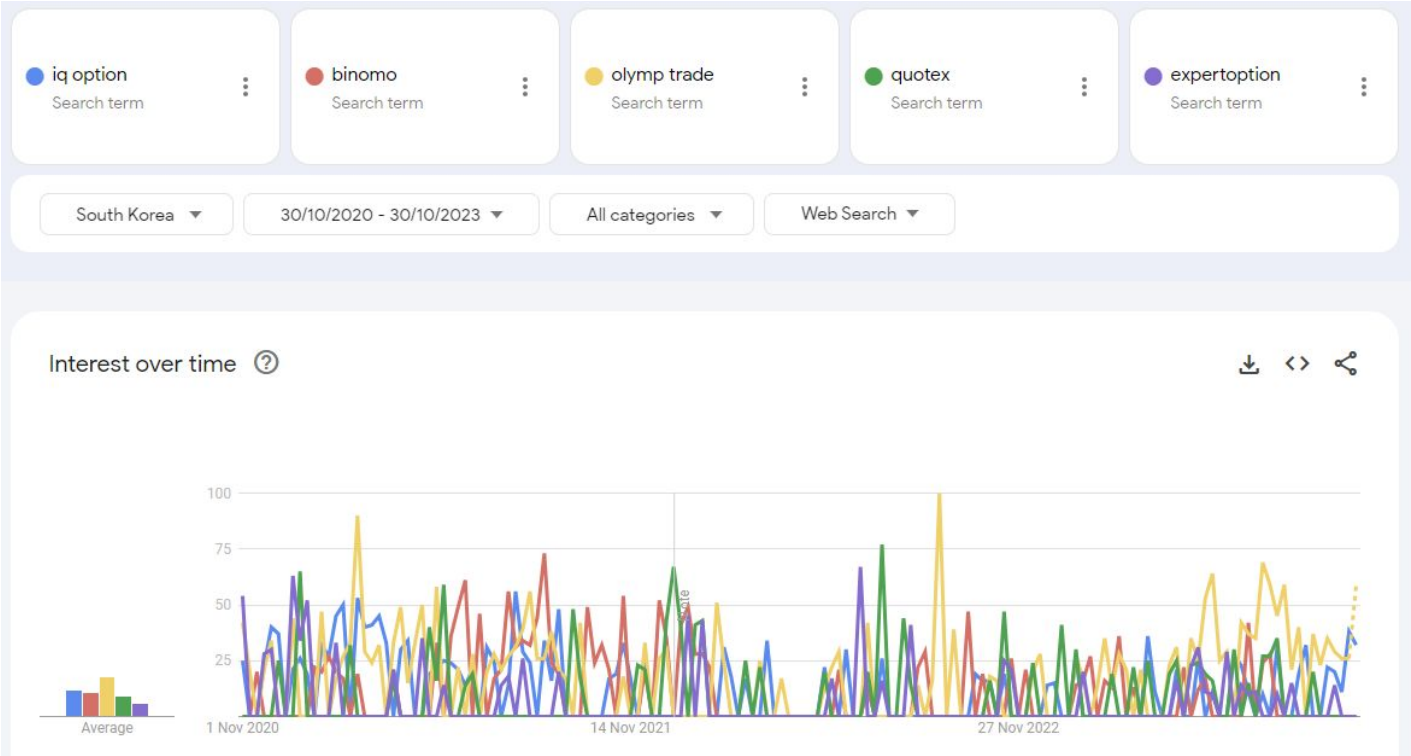 iq option
Search term
binomo
Search term
olymp trade
Search term
quotex
Search term
expertoption
Search term
South Korea
30/10/2020 - 30/10/2023
All categories
Web Search
Interest over time
100
75
50
25
Average
1 Nov 2020
14 Nov 2021
27 Nov 2022